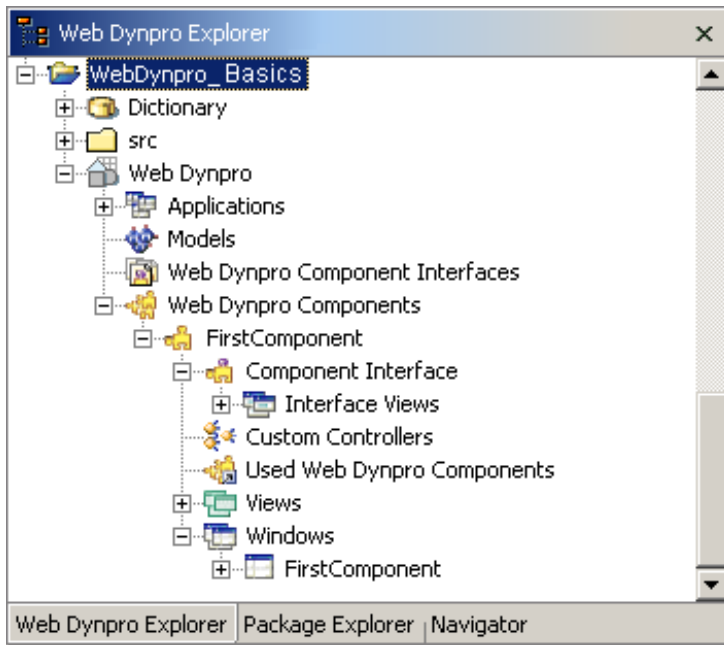 Web Dynpro Explorer
WebDynpro_Basics
Dictionary
src
Web Dynpro
Applications
Models
Web Dynpro Component Interfaces
Web Dynpro Components
FirstComponent
Component Interface
Interface Views
Custom Controllers
Used Web Dynpro Components
Views
Windows
FirstComponent
Web Dynpro Explorer Package Explorer Navigator